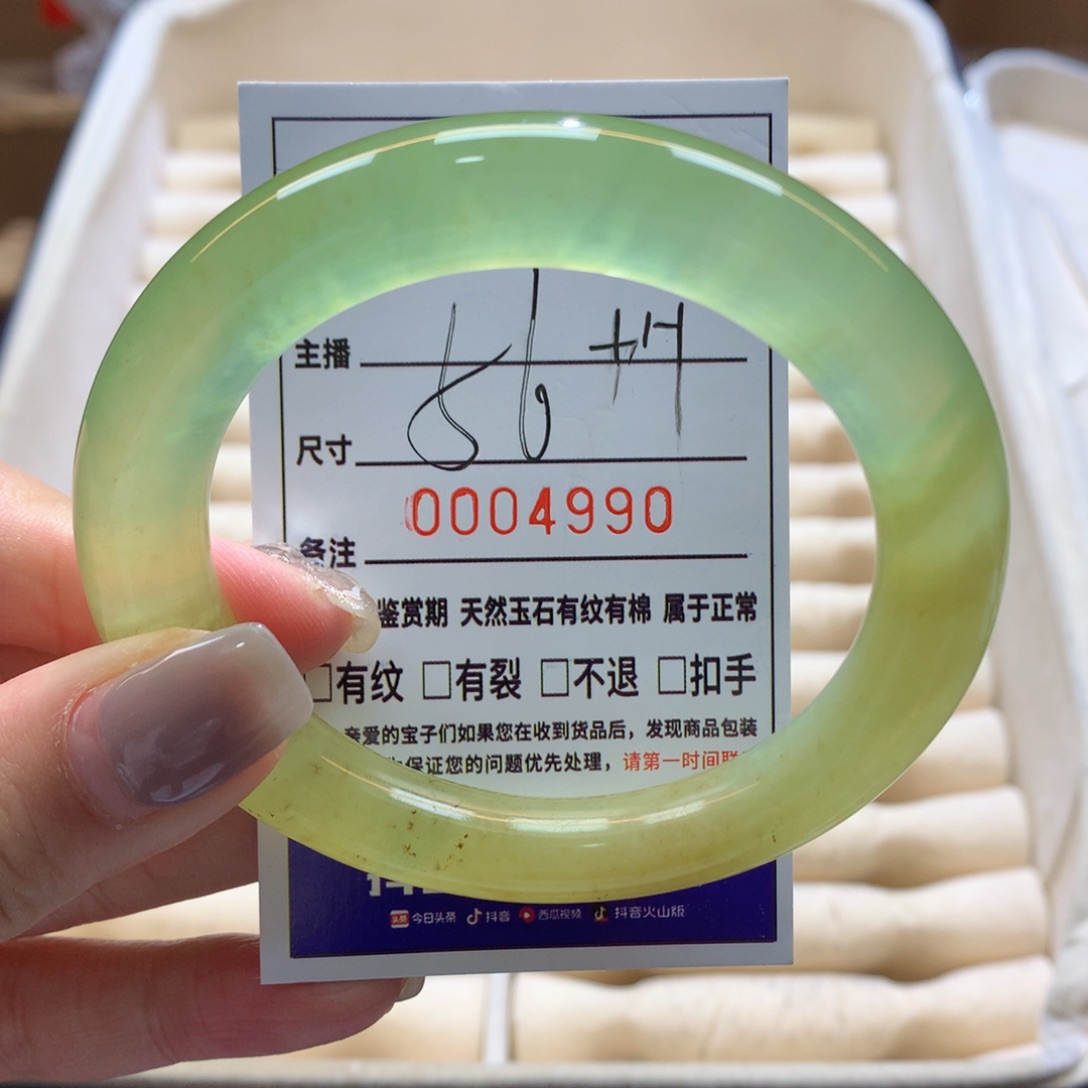 主播
尺寸 56
0004990
备注
鉴赏期 天然玉石有纹有棉 属于正常
□有纹 □有裂 □不退 □扣手
亲爱的宝子们如果您在收到货品后，发现商品包装
保证您的问题优先处理，请第一时间联
今日头条 抖音 西瓜视频 抖音火山版